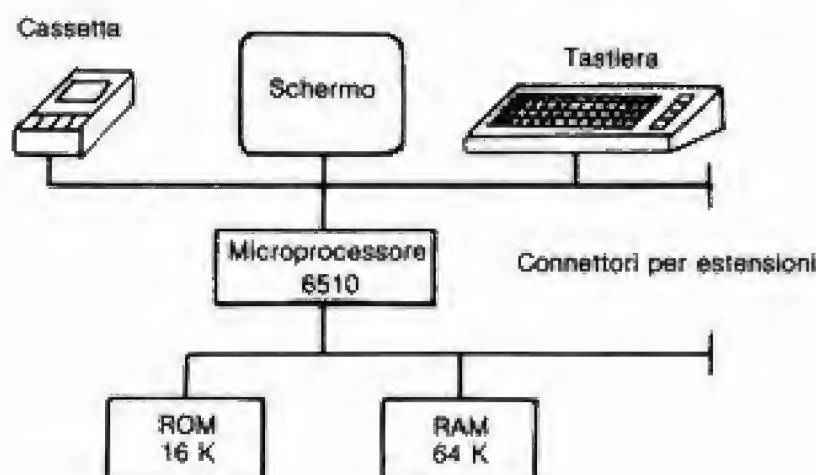 Cassetta
Schermo
Tastiera
Microprocessore
6510
Connettori per estensioni
ROM
16 K
RAM
64 K